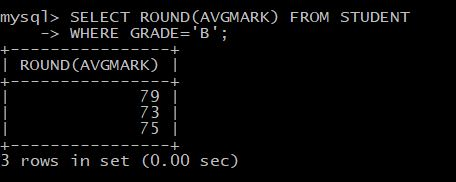 mysql> SELECT ROUND(AVGMARK) FROM STUDENT
    -> WHERE GRADE='B';
+----------------+
| ROUND(AVGMARK) |
+----------------+
|             79 |
|             73 |
|             75 |
+----------------+
3 rows in set (0.00 sec)